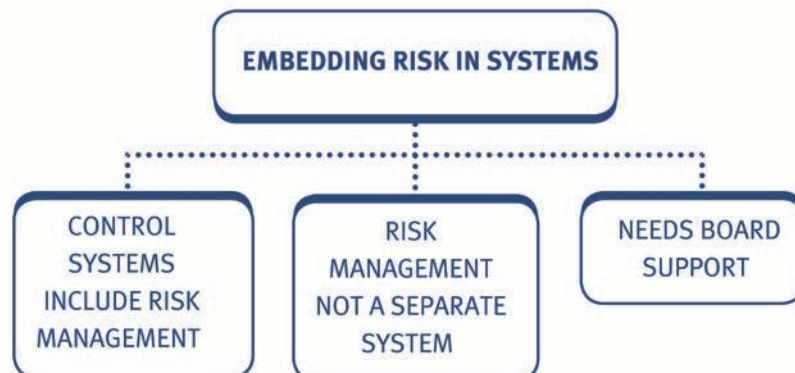 EMBEDDING RISK IN SYSTEMS
CONTROL
SYSTEMS
INCLUDE RISK
MANAGEMENT
RISK
MANAGEMENT
NOT A SEPARATE
SYSTEM
NEEDS BOARD
SUPPORT